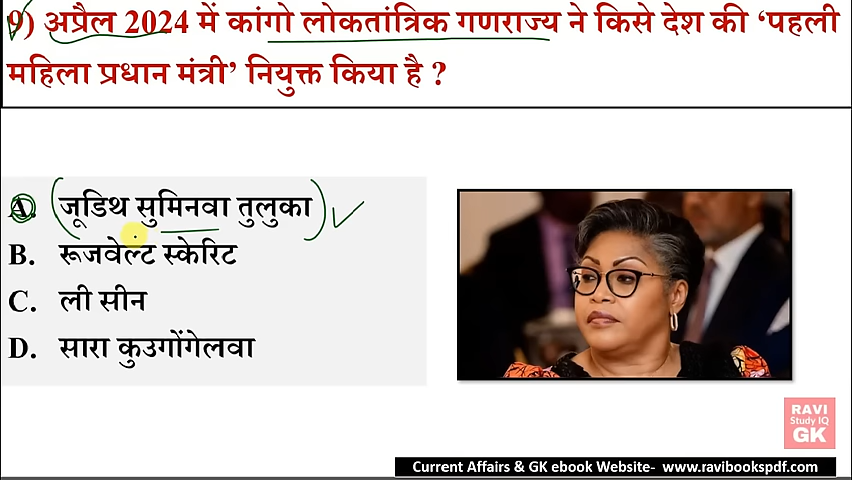 9) अप्रैल 2024 में कांगो लोकतांत्रिक गणराज्य ने किसे देश की ‘पहली
महिला प्रधान मंत्री’ नियुक्त किया है ?
A. जूडिथ सुमिनवा तुलुका
B. रूजवेल्ट स्केरिट
C. ली सीन
D. सारा कुउगोंगेलवा
RAVI
Study IQ
GK
Current Affairs & GK ebook Website- www.ravibookspdf.com